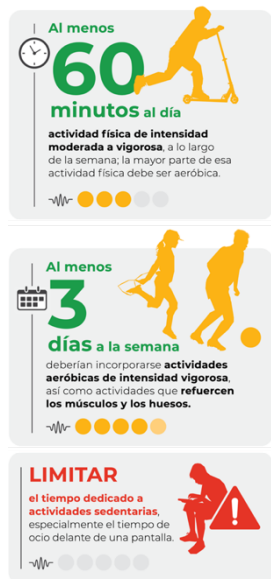 Al menos
60
minutos al día
actividad física de intensidad
moderada a vigorosa, a lo largo
de la semana; la mayor parte de esa
actividad física debe ser aeróbica.
Al menos
3
días a la semana
deberían incorporarse actividades
aeróbicas de intensidad vigorosa,
así como actividades que refuercen
los músculos y los huesos.
LIMITAR
el tiempo dedicado a
actividades sedentarias,
especialmente el tiempo de
ocio delante de una pantalla.